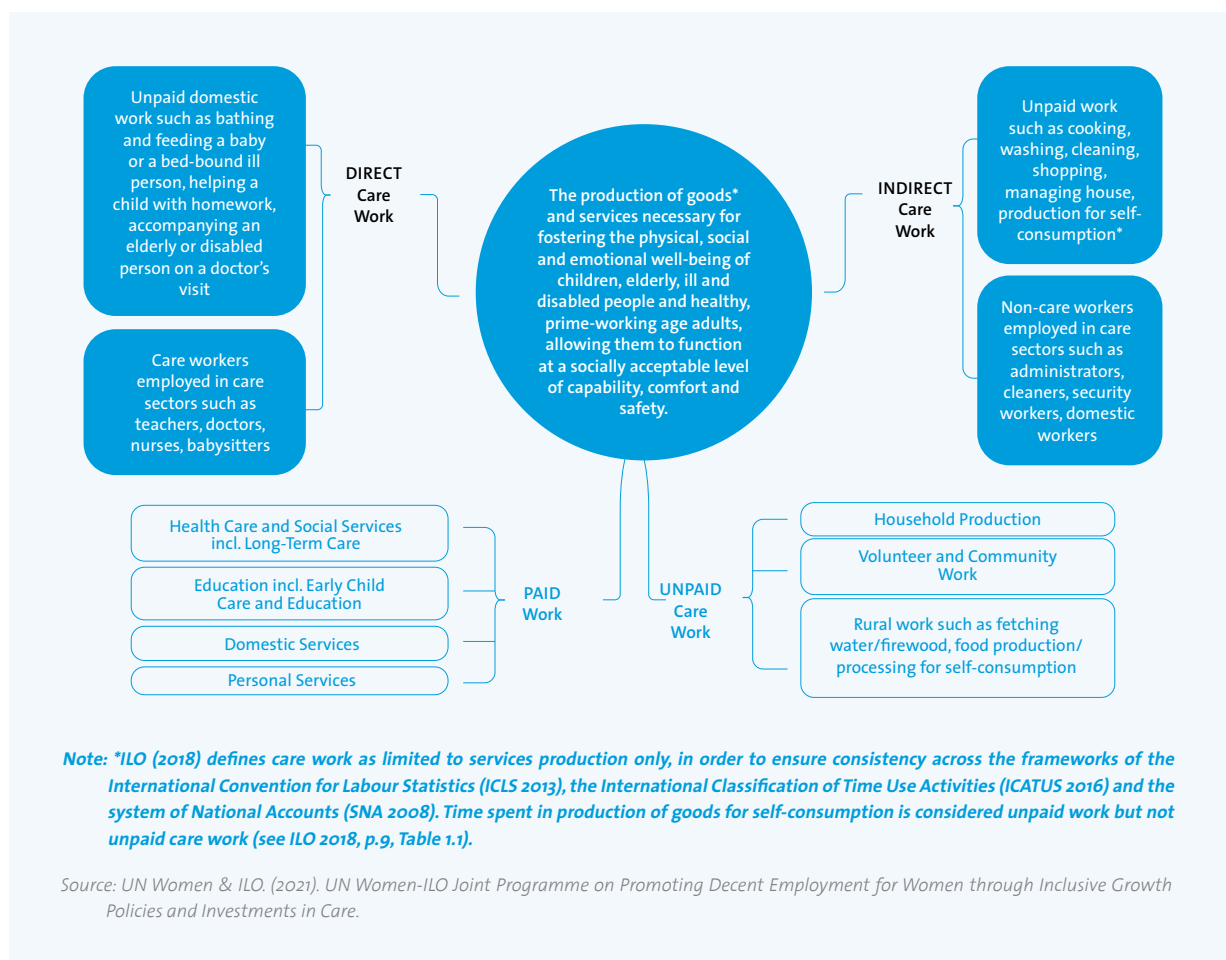 Unpaid domestic
work such as bathing
and feeding a baby
or a bed-bound ill
person, helping a
child with homework,
accompanying an
elderly or disabled
person on a doctor's
visit
Care workers
employed in care
sectors such as
teachers, doctors,
nurses, babysitters
DIRECT
Care
Work
The production of goods*
and services necessary for
fostering the physical, social
and emotional well-being of
children, elderly, ill and
disabled people and healthy,
prime-working age adults,
allowing them to function
at a socially acceptable level
of capability, comfort and
safety.
INDIRECT
Care
Work
Unpaid work
such as cooking,
washing, cleaning,
shopping,
managing house,
production for self-
consumption*
Non-care workers
employed in care
sectors such as
administrators,
cleaners, security
workers, domestic
workers
Health Care and Social Services
incl. Long-Term Care
Education incl. Early Child
Care and Education
Domestic Services
Personal Services
PAID
Work
UNPAID
Care
Work
Household Production
Volunteer and Community
Work
Rural work such as fetching
water/firewood, food production/
processing for self-consumption
Note: *ILO (2018) defines care work as limited to services production only, in order to ensure consistency across the frameworks of the
International Convention for Labour Statistics (ICLS 2013), the International Classification of Time Use Activities (ICATUS 2016) and the
system of National Accounts (SNA 2008). Time spent in production of goods for self-consumption is considered unpaid work but not
unpaid care work (see ILO 2018, p.9, Table 1.1).
Source: UN Women & ILO. (2021). UN Women-ILO Joint Programme on Promoting Decent Employment for Women through Inclusive Growth
Policies and Investments in Care.